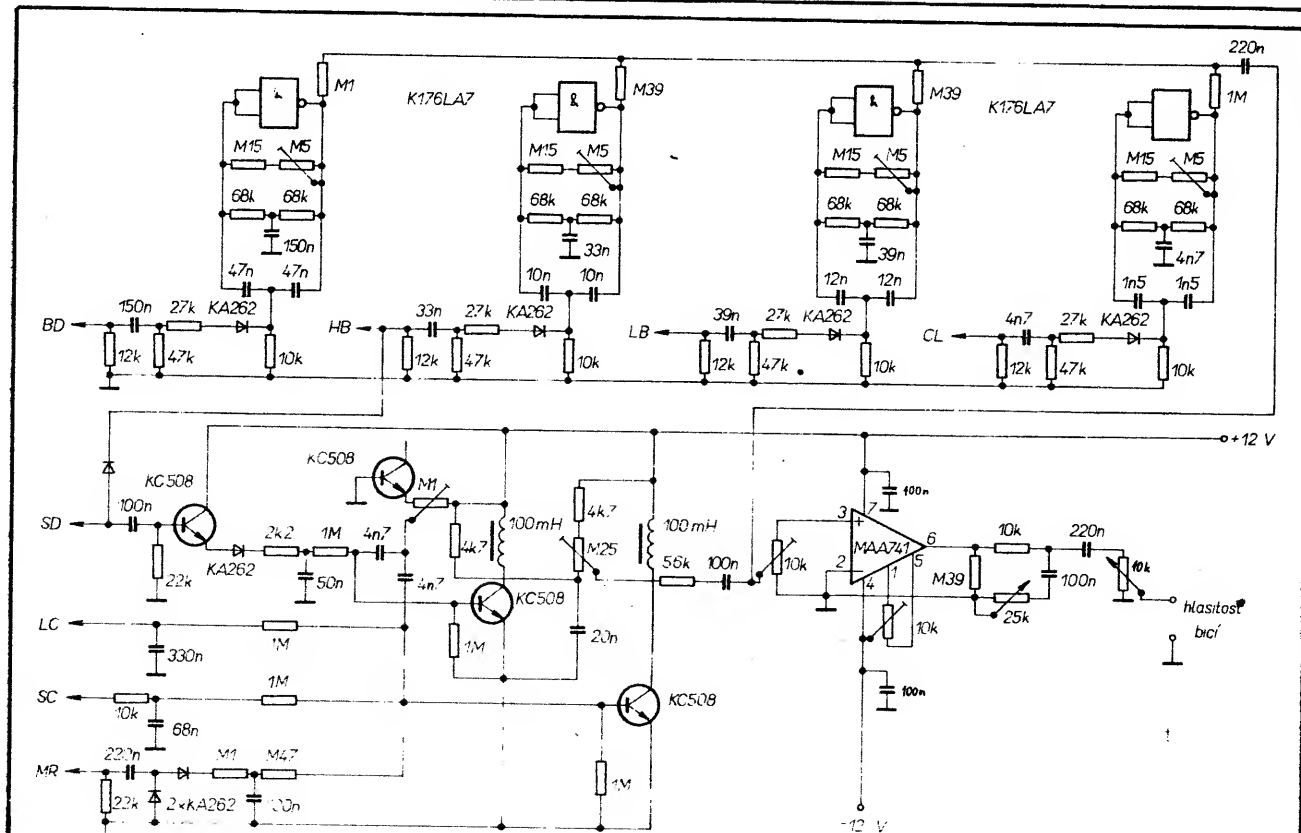 220n
M1
K176LA7
M39
M39
K176LA7
1M
&
&
&
M15 M5
M15 M5
M15 M5
M15 M5
68k 68k
68k 68k
68k 68k
68k 68k
150n
33n
39n
4n7
47n 47n
10n 10n
12n 12n
1n5 1n5
BD 150n 27k KA262
HB 33n 27k KA262
LB 39n 27k KA262
CL 4n7 27k KA262
12k 47k 10k
12k 47k 10k
12k 47k 10k
12k 47k 10k
+12 V
KC508
KC508
M1
100n
4k7
100mH
4k7
M25
100mH
SD 100n
22k
KA262
2k2
1M
4n7
50n
4n7
KC508
56k
100n
10k
3
+
7
MAA741
6
2
-
4
1
5
10k
100n
M39
10k
220n
100n
25k
10k
hlasitost
bicí
LC
330n
1M
1M
20n
SC
10k
68n
1M
KC508
MR
22k
2×KA262
M1
M47
1M
-12 V